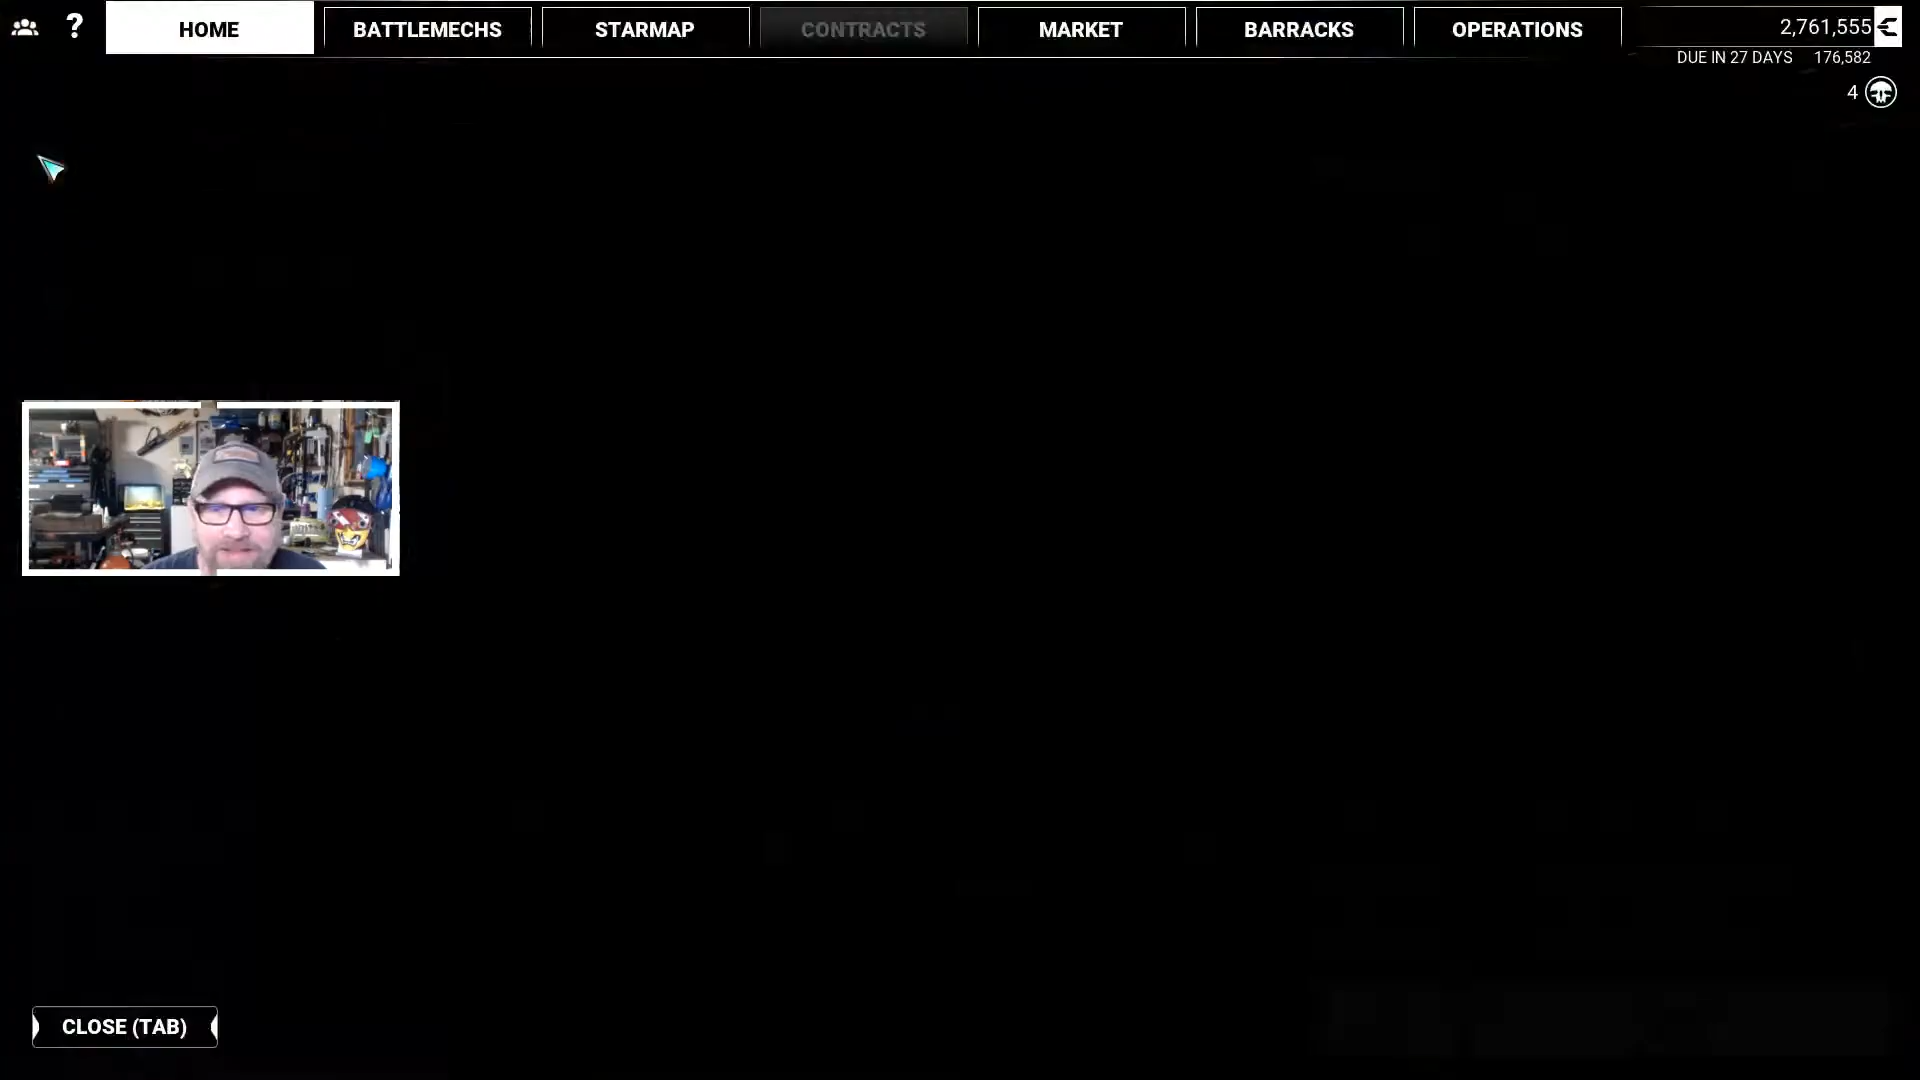 ?
HOME
BATTLEMECHS
STARMAP
CONTRACTS
MARKET
BARRACKS
OPERATIONS
2,761,555
DUE IN 27 DAYS 176,582
4
CLOSE (TAB)